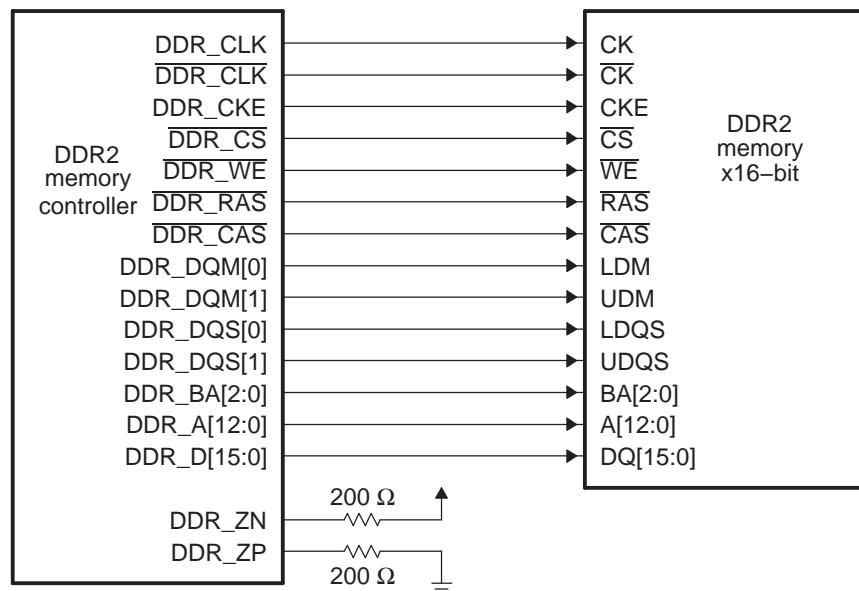 DDR_CLK
CK
DDR_CLK
CK
DDR_CKE
CKE
DDR_CS
CS
DDR_WE
WE
DDR_RAS
RAS
DDR_CAS
CAS
DDR_DQM[0]
LDM
DDR_DQM[1]
UDM
DDR_DQS[0]
LDQS
DDR_DQS[1]
UDQS
DDR_BA[2:0]
BA[2:0]
DDR_A[12:0]
A[12:0]
DDR_D[15:0]
DQ[15:0]
DDR_ZN
DDR_ZP
DDR2
memory
controller
DDR2
memory
x16−bit
200 Ω
200 Ω